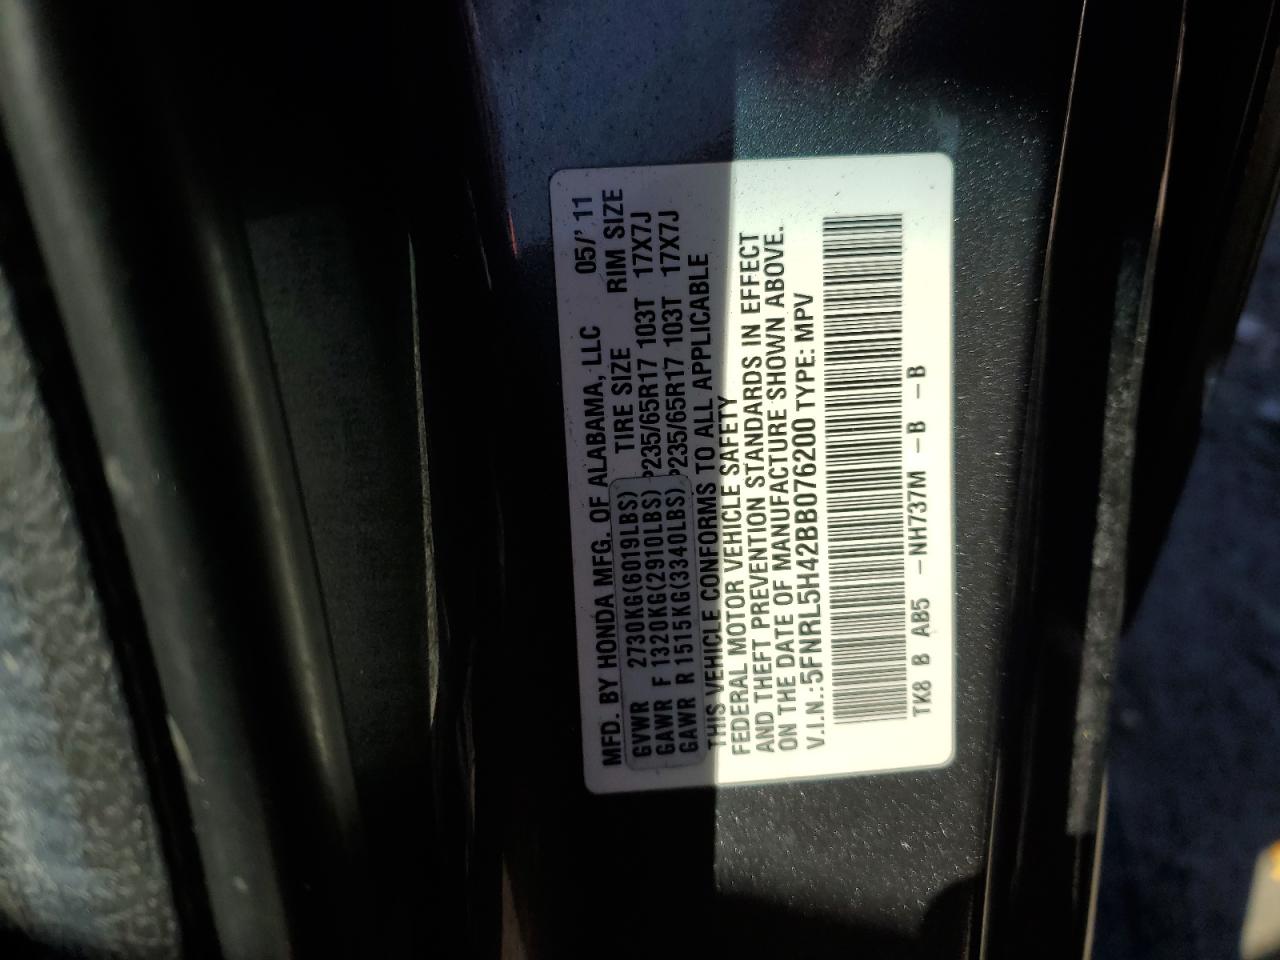 MFD. BY HONDA MFG. OF ALABAMA, LLC 05/'11
GVWR 2730KG(6019LBS) TIRE SIZE RIM SIZE
GAWR F 1320KG(2910LBS) P235/65R17 103T 17X7J
GAWR R 1515KG(3340LBS) P235/65R17 103T 17X7J
THIS VEHICLE CONFORMS TO ALL APPLICABLE
FEDERAL MOTOR VEHICLE SAFETY
AND THEFT PREVENTION STANDARDS IN EFFECT
ON THE DATE OF MANUFACTURE SHOWN ABOVE.
V.I.N.:5FNRL5H42BB076200 TYPE: MPV
TK8 B AB5 -NH737M -B -B